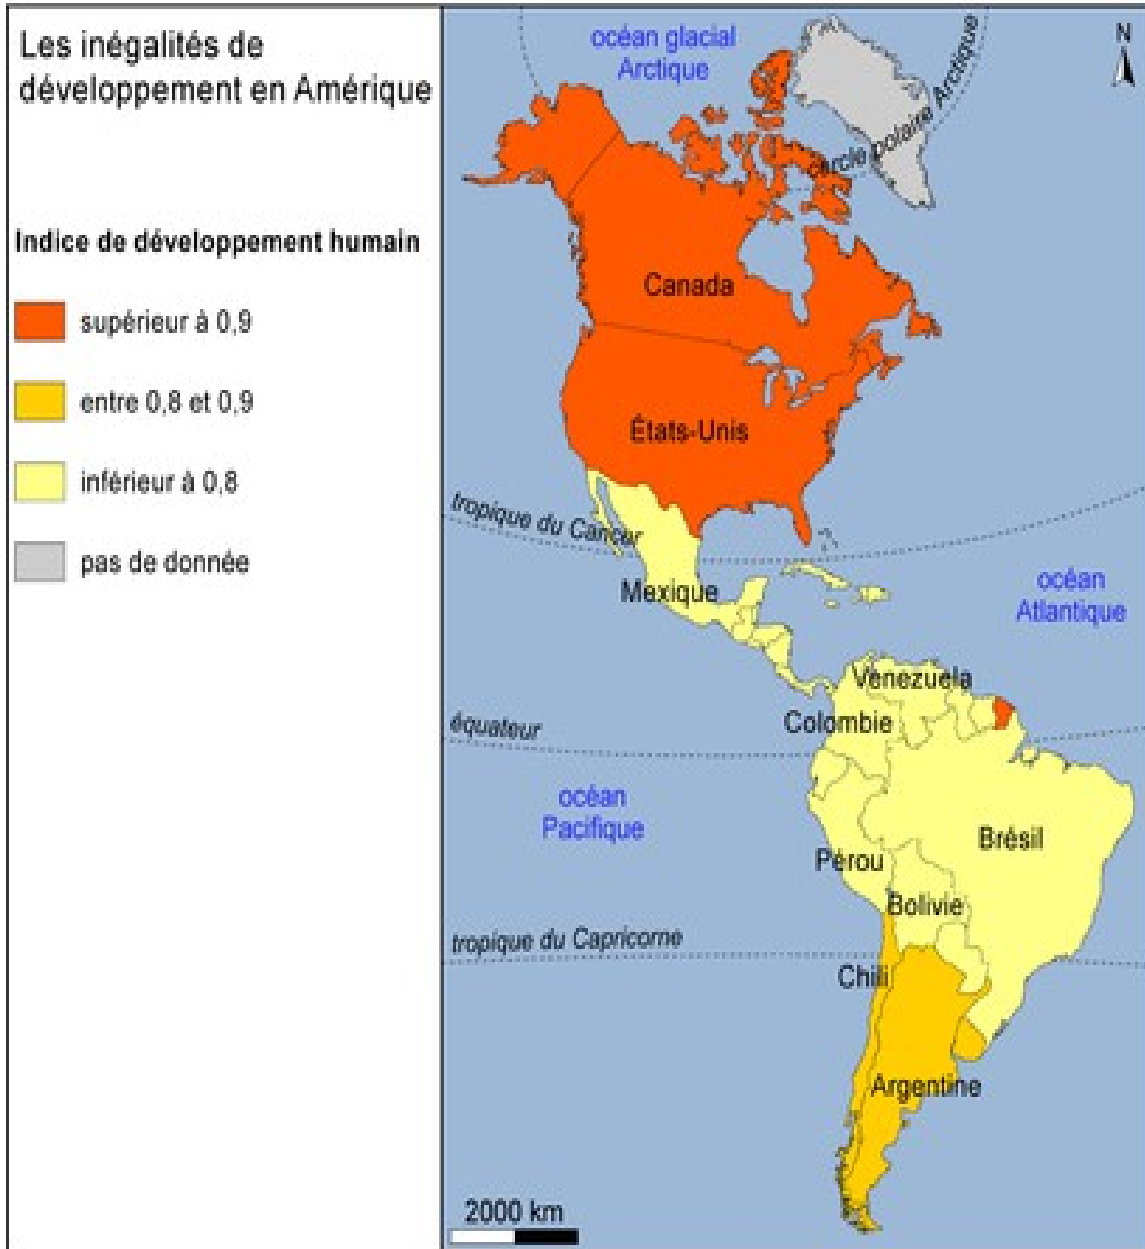 Les inégalités de
développement en Amérique
Indice de développement humain
supérieur à 0,9
entre 0,8 et 0,9
inférieur à 0,8
pas de donnée
océan glacial
Arctique
N
cercle polaire Arctique
Canada
États-Unis
tropique du Cancer
Mexique
océan
Atlantique
Venezuela
Colombie
équateur
océan
Pacifique
Brésil
Pérou
Bolivie
tropique du Capricorne
Chili
Argentine
2000 km